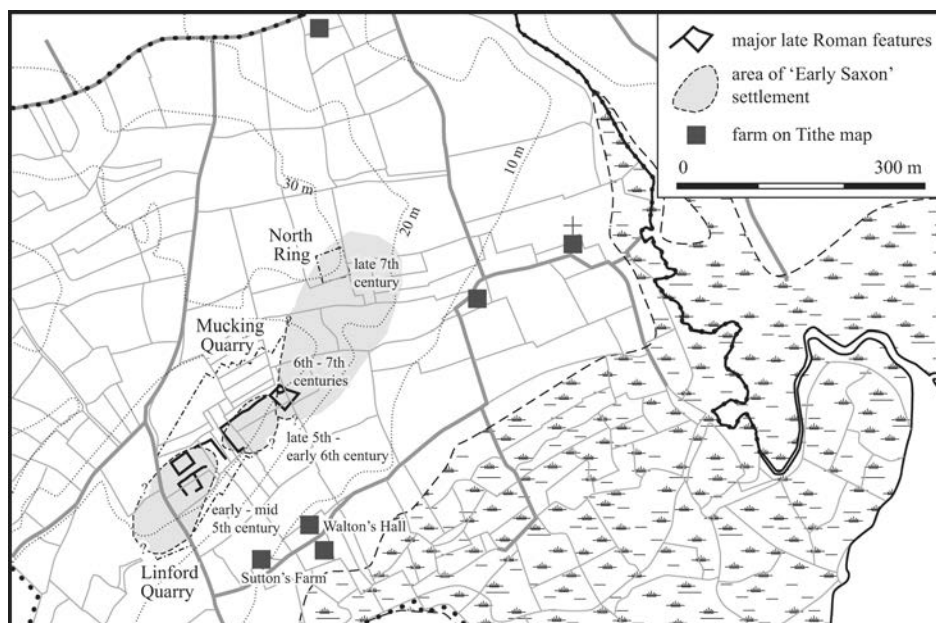 major late Roman features
area of ‘Early Saxon’
settlement
farm on Tithe map
0
300 m
10 m
30 m
20 m
North
Ring
late 7th
century
Mucking
Quarry
6th - 7th
centuries
late 5th -
early 6th century
early - mid
5th century
Walton’s Hall
Linford
Quarry
Sutton’s Farm
?
?
?
?
?